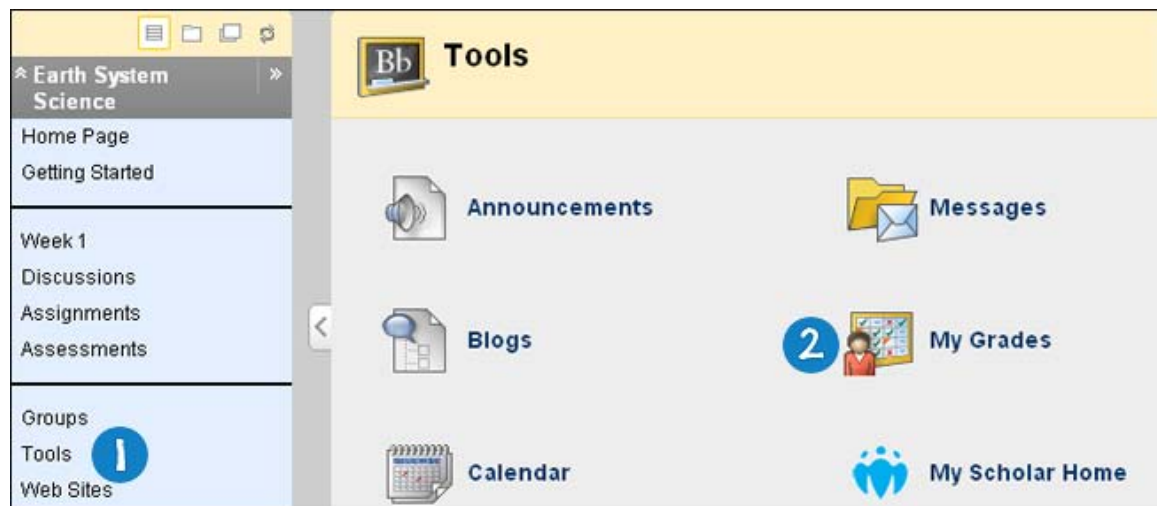 Earth System
Science
Home Page
Getting Started
Week 1
Discussions
Assignments
Assessments
Groups
Tools
1
Web Sites
Bb
Tools
Announcements
Messages
Blogs
2
My Grades
Calendar
My Scholar Home